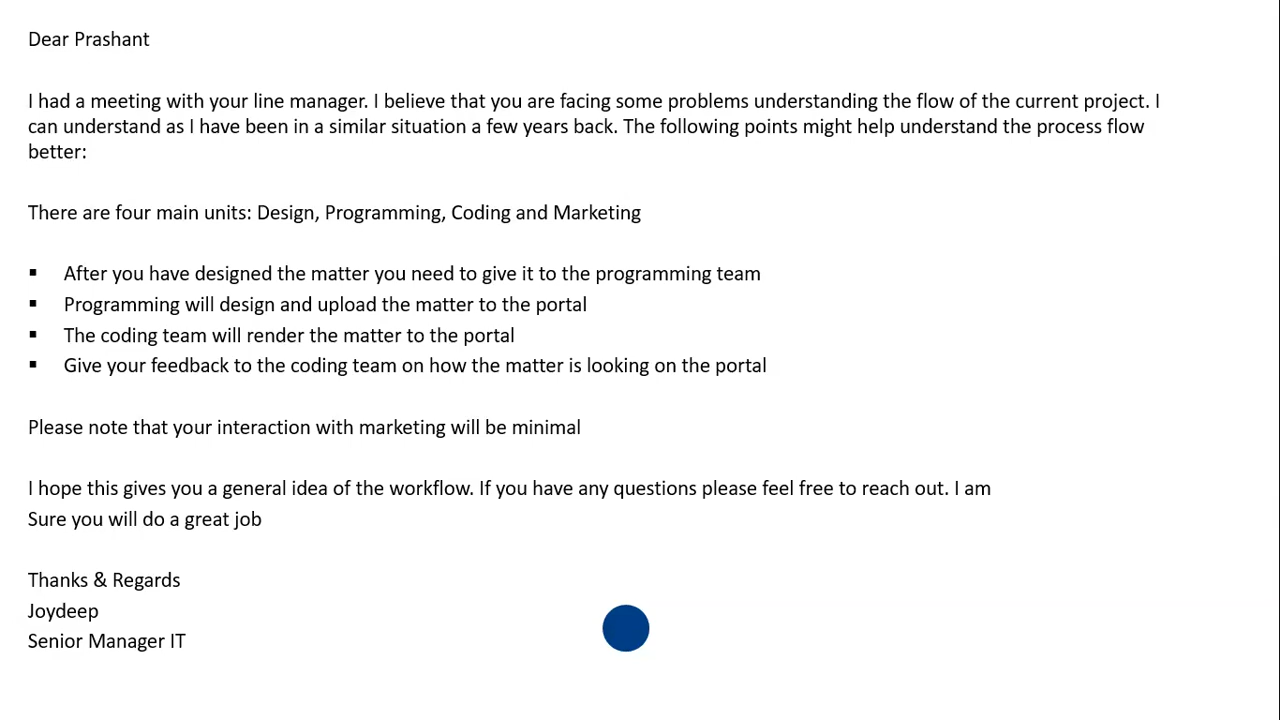 Dear Prashant
I had a meeting with your line manager. I believe that you are facing some problems understanding the flow of the current project. I
can understand as I have been in a similar situation a few years back. The following points might help understand the process flow
better:
There are four main units: Design, Programming, Coding and Marketing
▪ After you have designed the matter you need to give it to the programming team
▪ Programming will design and upload the matter to the portal
▪ The coding team will render the matter to the portal
▪ Give your feedback to the coding team on how the matter is looking on the portal
Please note that your interaction with marketing will be minimal
I hope this gives you a general idea of the workflow. If you have any questions please feel free to reach out. I am
Sure you will do a great job
Thanks & Regards
Joydeep
Senior Manager IT